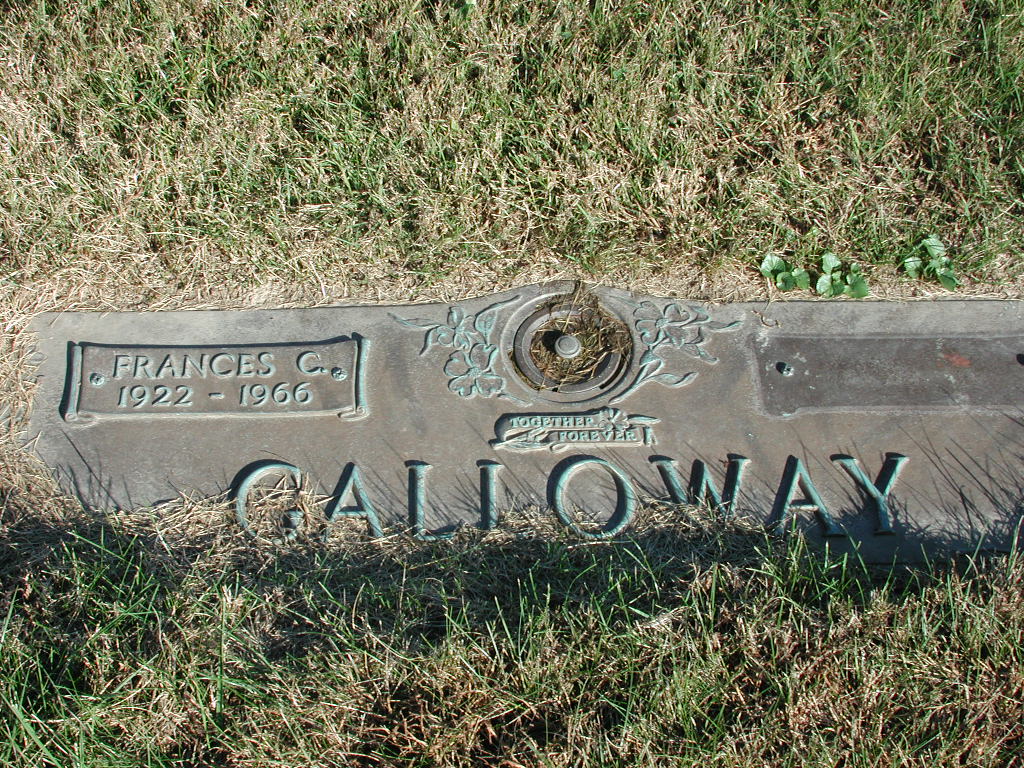 FRANCES C.
1922 - 1966
TOGETHER
FOREVER
GALLOWAY